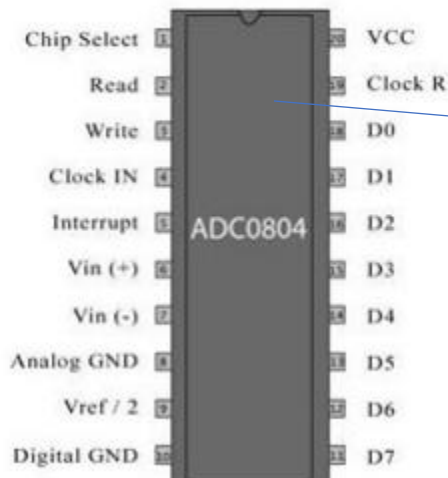 Chip Select 1 20 VCC
Read 2 19 Clock R
Write 3 18 D0
Clock IN 4 17 D1
Interrupt 5 16 D2
ADC0804
Vin (+) 6 15 D3
Vin (-) 7 14 D4
Analog GND 8 13 D5
Vref / 2 9 12 D6
Digital GND 10 11 D7